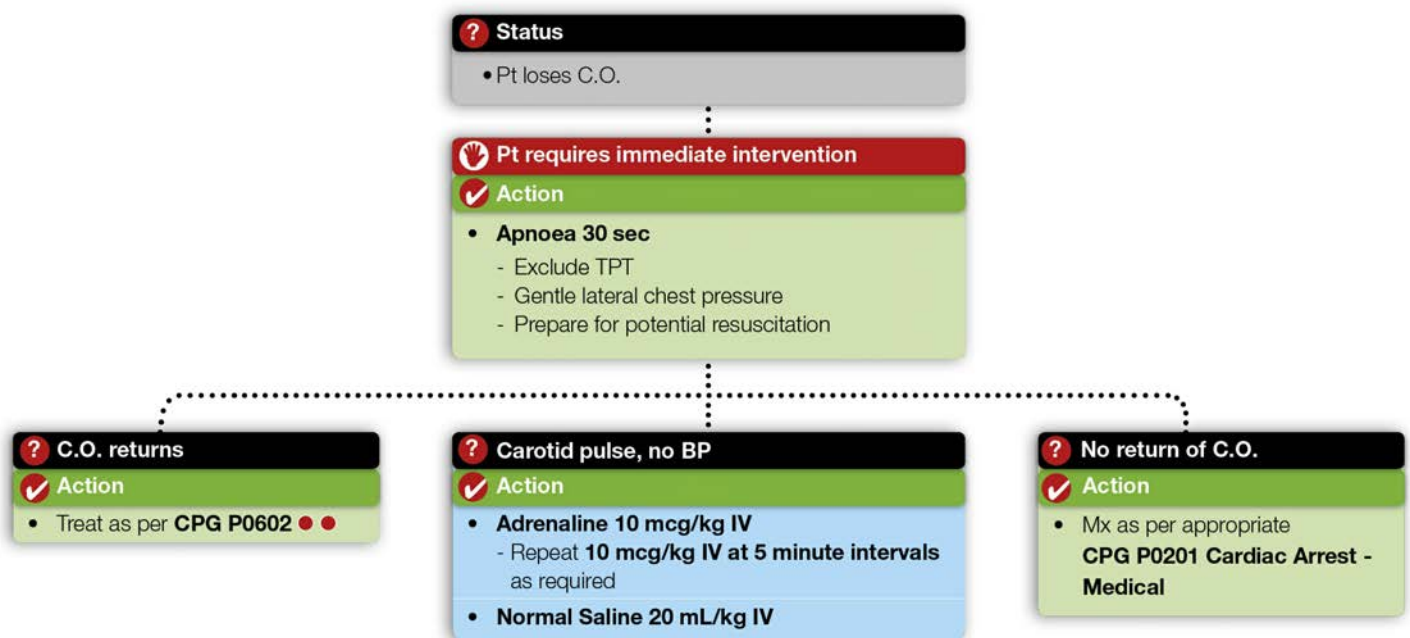 ? Status
• Pt loses C.O.
Pt requires immediate intervention
Action
• Apnoea 30 sec
- Exclude TPT
- Gentle lateral chest pressure
- Prepare for potential resuscitation
? C.O. returns
Action
• Treat as per CPG P0602
? Carotid pulse, no BP
Action
• Adrenaline 10 mcg/kg IV
- Repeat 10 mcg/kg IV at 5 minute intervals
as required
• Normal Saline 20 mL/kg IV
? No return of C.O.
Action
• Mx as per appropriate
CPG P0201 Cardiac Arrest -
Medical